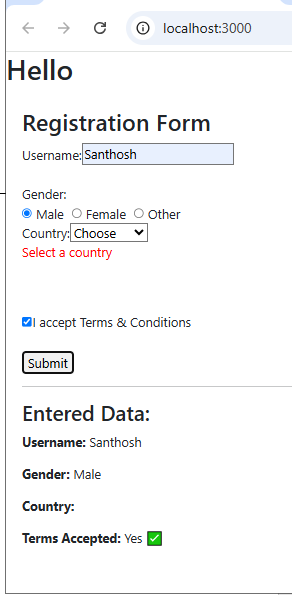 localhost:3000
Hello
Registration Form
Username:Santhosh
Gender:
Male Female Other
Country:Choose
Select a country
I accept Terms & Conditions
Submit
Entered Data:
Username: Santhosh
Gender: Male
Country:
Terms Accepted: Yes ✅